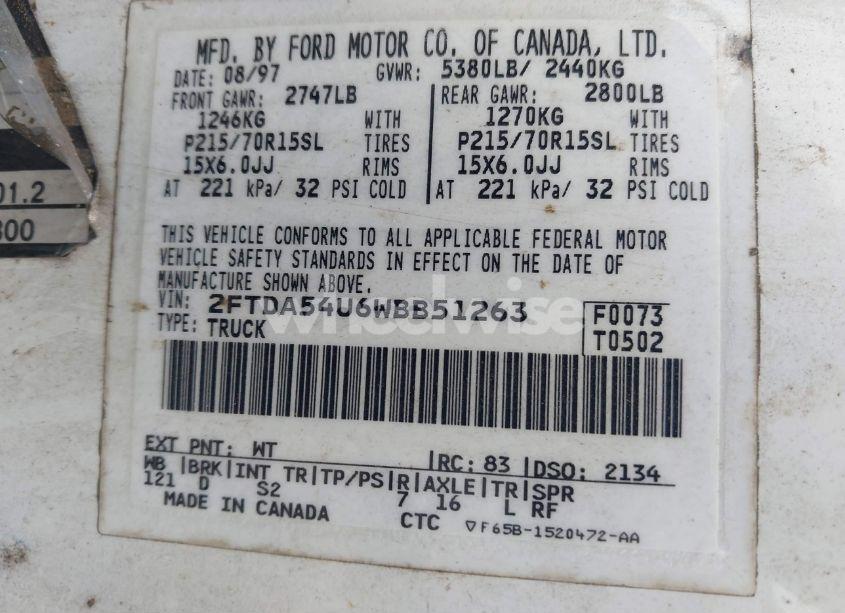 MFD. BY FORD MOTOR CO. OF CANADA, LTD.
DATE: 08/97 GVWR: 5380LB/ 2440KG
FRONT GAWR: 2747LB REAR GAWR: 2800LB
1246KG WITH 1270KG WITH
P215/70R15SL TIRES P215/70R15SL TIRES
15X6.0JJ RIMS 15X6.0JJ RIMS
AT 221 kPa/ 32 PSI COLD AT 221 kPa/ 32 PSI COLD
01.2
300
THIS VEHICLE CONFORMS TO ALL APPLICABLE FEDERAL MOTOR
VEHICLE SAFETY STANDARDS IN EFFECT ON THE DATE OF
MANUFACTURE SHOWN ABOVE.
VIN: 2FTDA54U6WBB51263 F0073
TYPE: TRUCK T0502
wheelwise
EXT PNT: WT RC: 83 DSO: 2134
WB |BRK|INT TR|TP/PS|R|AXLE|TR|SPR
121 D S2 7 16 L RF
MADE IN CANADA CTC ▽F65B-1520472-AA